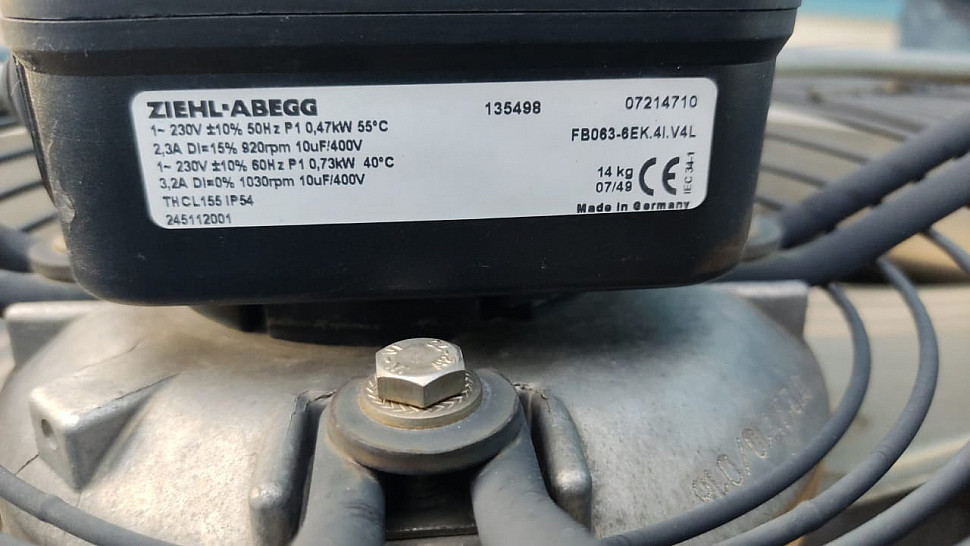 ZIEHL-ABEGG 135498 07214710
1~ 230V ±10% 50Hz P1 0,47kW 55°C
FB063-6EK.4I.V4L
2,3A DI=15% 920rpm 10uF/400V
1~ 230V ±10% 60Hz P1 0,73kW 40°C
14 kg
3,2A DI=0% 1030rpm 10uF/400V
07/49 CE IEC 34-1
THCL155 IP54
Made in Germany
245112001